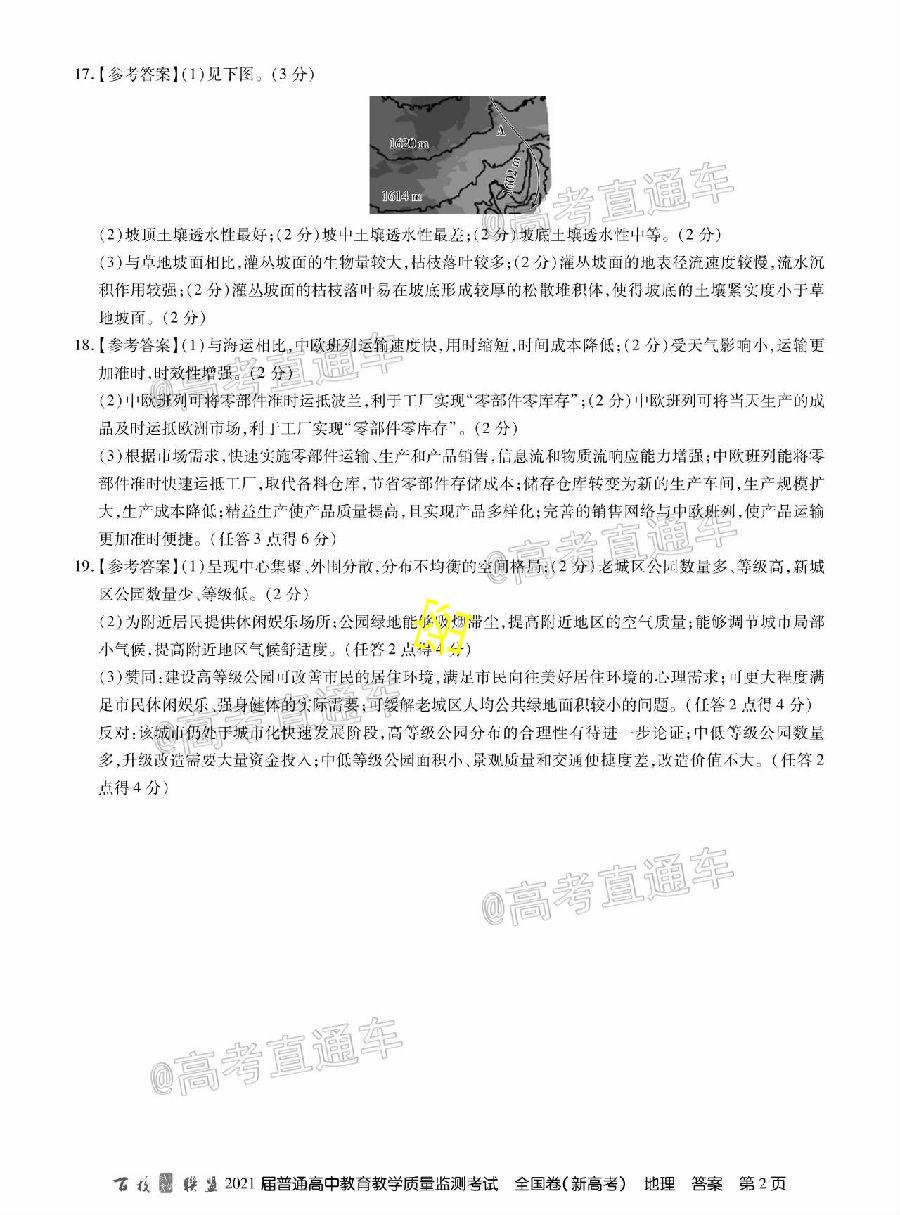 17.【参考答案】(1)见下图。(3分)
A
1620 m
1602 m
1614 m
(2)坡顶土壤透水性最好;(2分)坡中土壤透水性最差;(2分)坡底土壤透水性中等。(2分)
(3)与草地坡面相比,灌丛坡面的生物量较大,枯枝落叶较多;(2分)灌丛坡面的地表径流速度较慢,流水沉
积作用较强;(2分)灌丛坡面的枯枝落叶易在坡底形成较厚的松散堆积体,使得坡底的土壤紧实度小于草
地坡面。(2分)
18.【参考答案】(1)与海运相比,中欧班列运输速度快,用时缩短,时间成本降低;(2分)受天气影响小,运输更
加准时,时效性增强。(2分)
(2)中欧班列可将零部件准时运抵波兰,利于工厂实现“零部件零库存”;(2分)中欧班列可将当天生产的成
品及时运抵欧洲市场,利于工厂实现“零部件零库存”。(2分)
(3)根据市场需求,快速实施零部件运输、生产和产品销售,信息流和物质流响应能力增强;中欧班列能将零
部件准时快速运抵工厂,取代备料仓库,节省零部件存储成本;储存仓库转变为新的生产车间,生产规模扩
大,生产成本降低;精益生产使产品质量提高,且实现产品多样化;完善的销售网络与中欧班列,使产品运输
更加准时便捷。(任答3点得6分)
19.【参考答案】(1)呈现中心集聚、外围分散,分布不均衡的空间格局;(2分)老城区公园数量多、等级高,新城
区公园数量少、等级低。(2分)
(2)为附近居民提供休闲娱乐场所;公园绿地能够吸烟滞尘,提高附近地区的空气质量;能够调节城市局部
小气候,提高附近地区气候舒适度。(任答2点得4分)
(3)赞同:建设高等级公园可改善市民的居住环境,满足市民向往美好居住环境的心理需求;可更大程度满
足市民休闲娱乐、强身健体的实际需要;可缓解老城区人均公共绿地面积较小的问题。(任答2点得4分)
反对:该城市仍处于城市化快速发展阶段,高等级公园分布的合理性有待进一步论证;中低等级公园数量
多,升级改造需要大量资金投入;中低等级公园面积小、景观质量和交通便捷度差,改造价值不大。(任答2
点得4分)
@高考直通车
@高考直通车
@高考直通车
@高考直通车
@高考直通车
@高考直通车
百校联盟 2021届普通高中教育教学质量监测考试 全国卷(新高考) 地理 答案 第2页